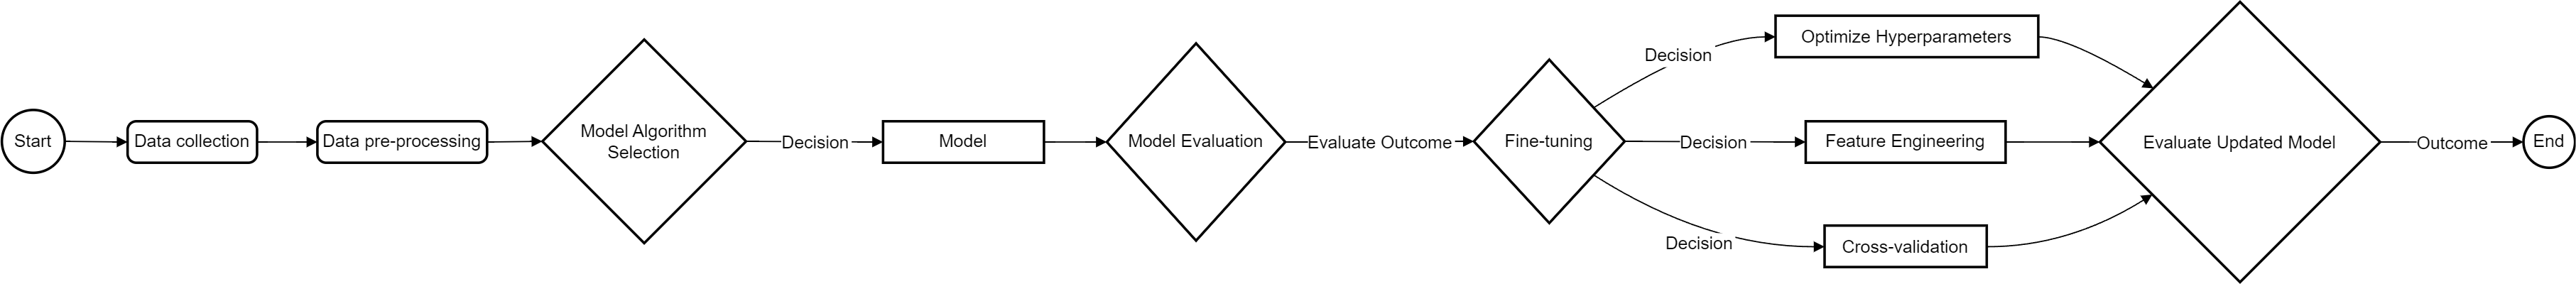 Start
Data collection
Data pre-processing
Model Algorithm
Selection
Decision
Model
Model Evaluation
Evaluate Outcome
Fine-tuning
Decision
Optimize Hyperparameters
Decision
Feature Engineering
Decision
Cross-validation
Evaluate Updated Model
Outcome
End